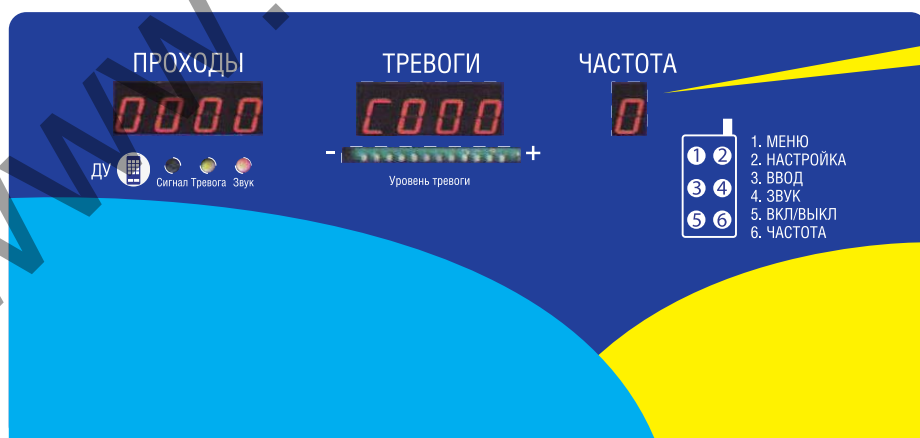 www.
ПРОХОДЫ
ТРЕВОГИ
ЧАСТОТА
0000
C000
0
- +
ДУ
Сигнал Тревога Звук
Уровень тревоги
1 2
3 4
5 6
1. МЕНЮ
2. НАСТРОЙКА
3. ВВОД
4. ЗВУК
5. ВКЛ/ВЫКЛ
6. ЧАСТОТА